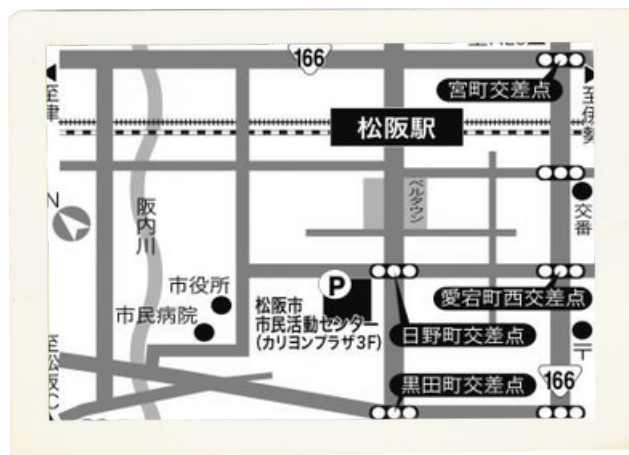 166
宮町交差点
至津
至伊勢
松阪駅
ベルタウン
交番
N
阪内川
市役所
市民病院
P
松阪市
市民活動センター
(カリヨンプラザ3F)
愛宕町西交差点
日野町交差点
〒
至松阪IC
黒田町交差点
166